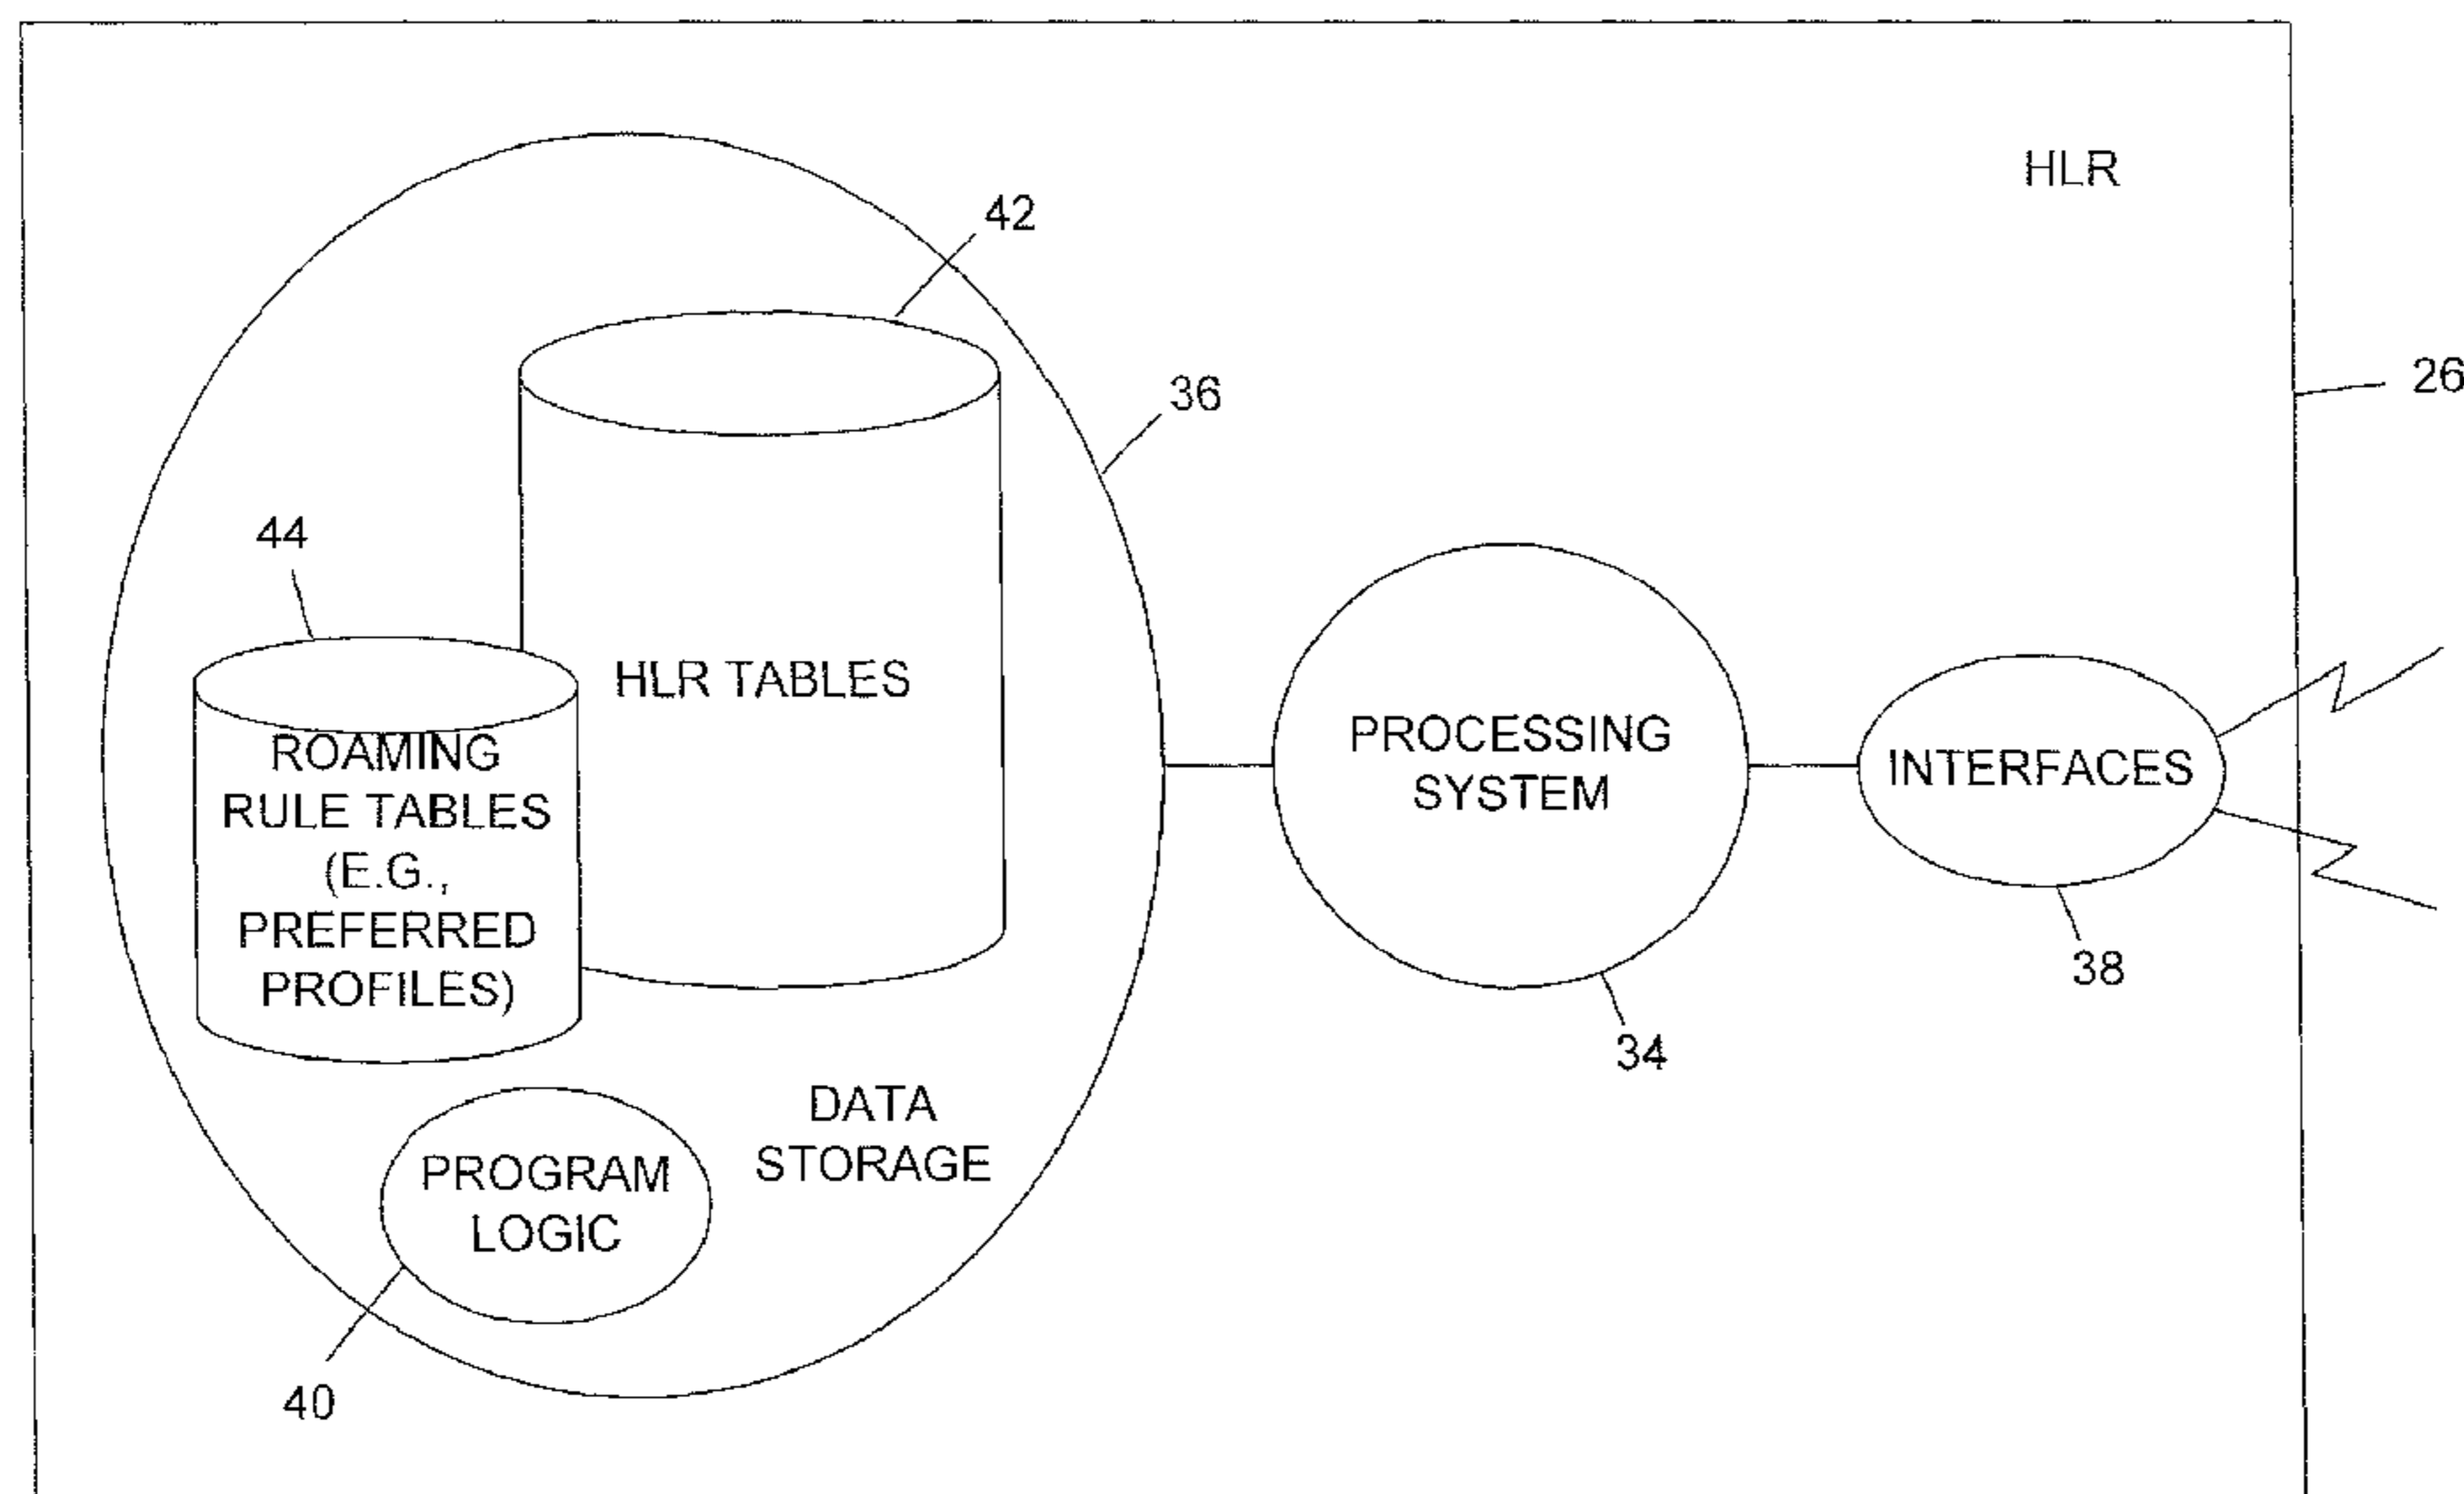 HLR
42
36
26
44
HLR TABLES
ROAMING
RULE TABLES
(E.G.,
PREFERRED
PROFILES)
PROCESSING
SYSTEM
INTERFACES
38
34
DATA
STORAGE
PROGRAM
LOGIC
40